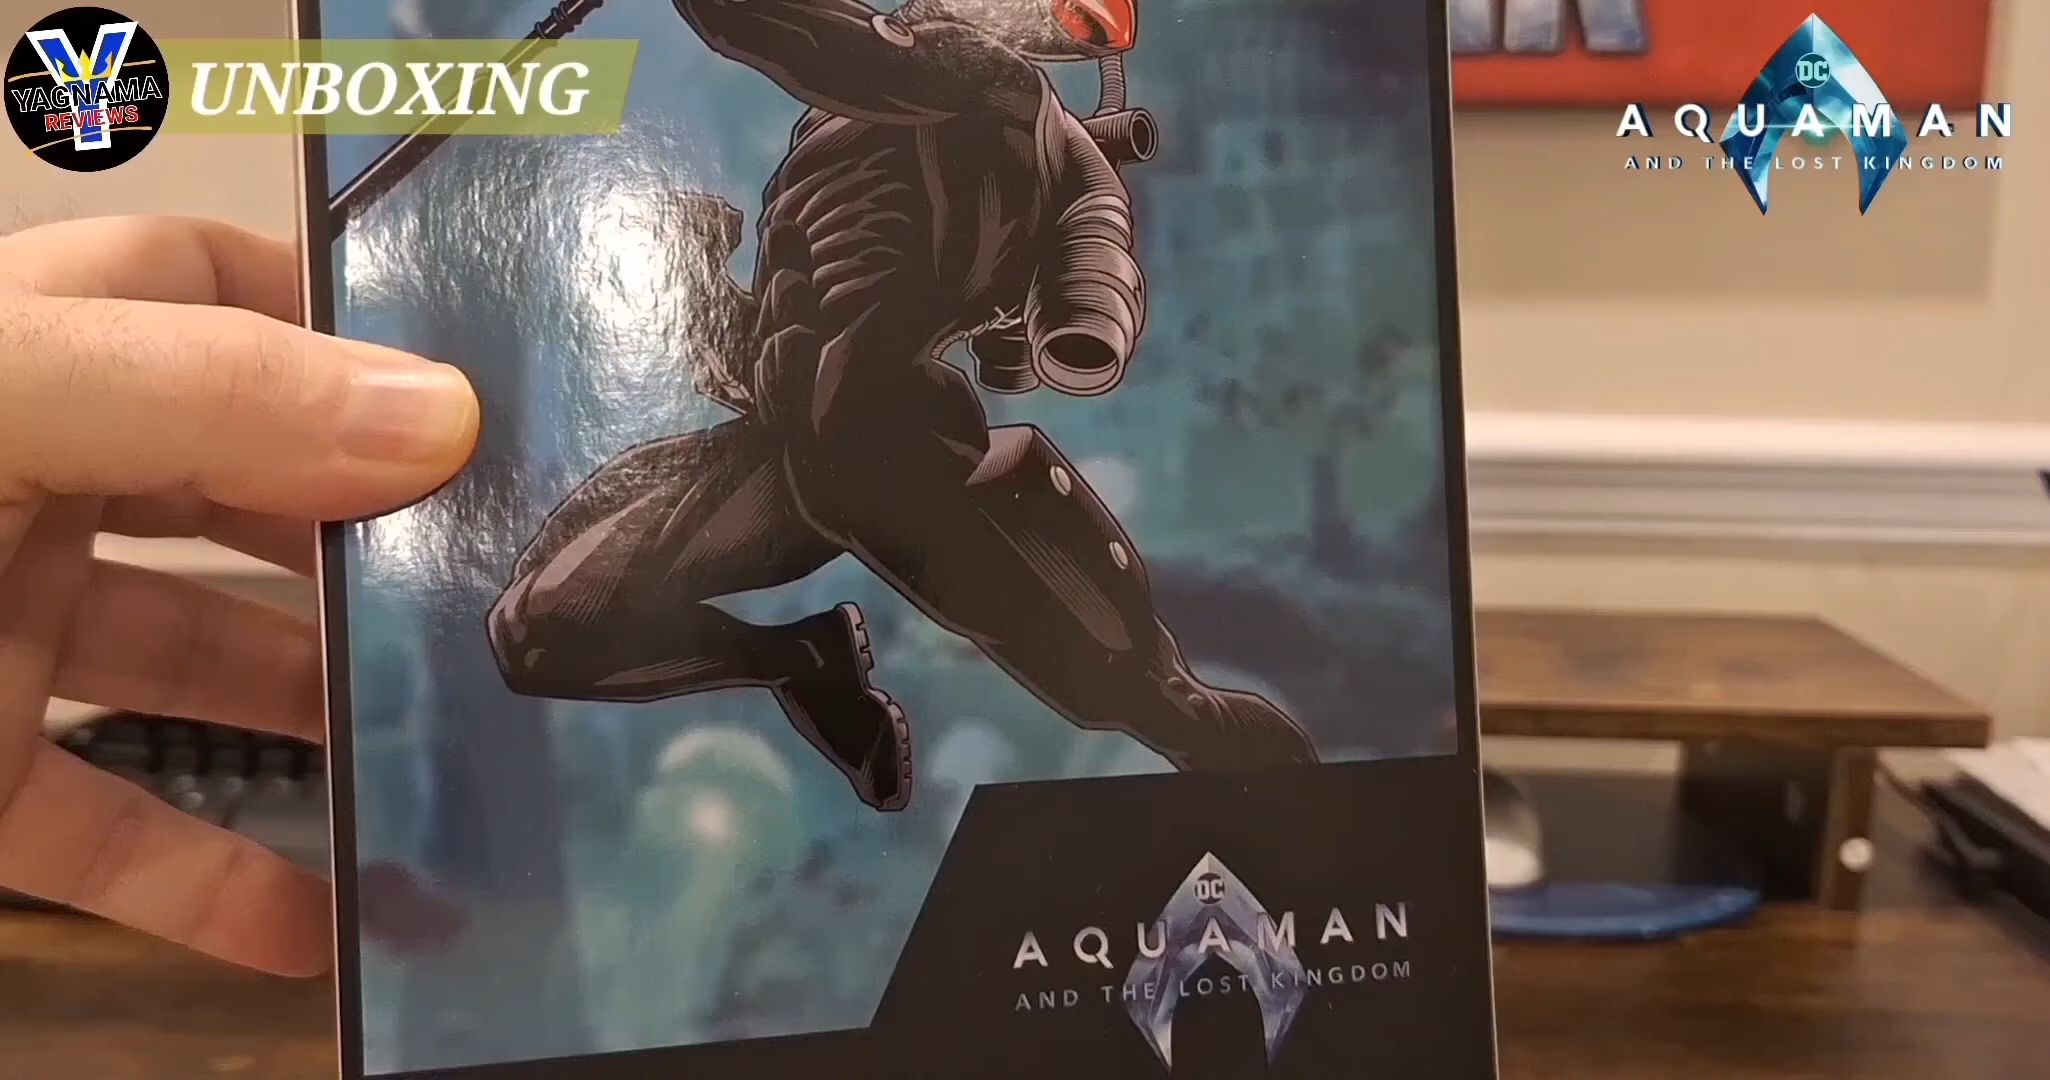 YAGNAMA
REVIEWS
UNBOXING
DC
AQUAMAN
AND THE LOST KINGDOM
DC
AQUAMAN
AND THE LOST KINGDOM